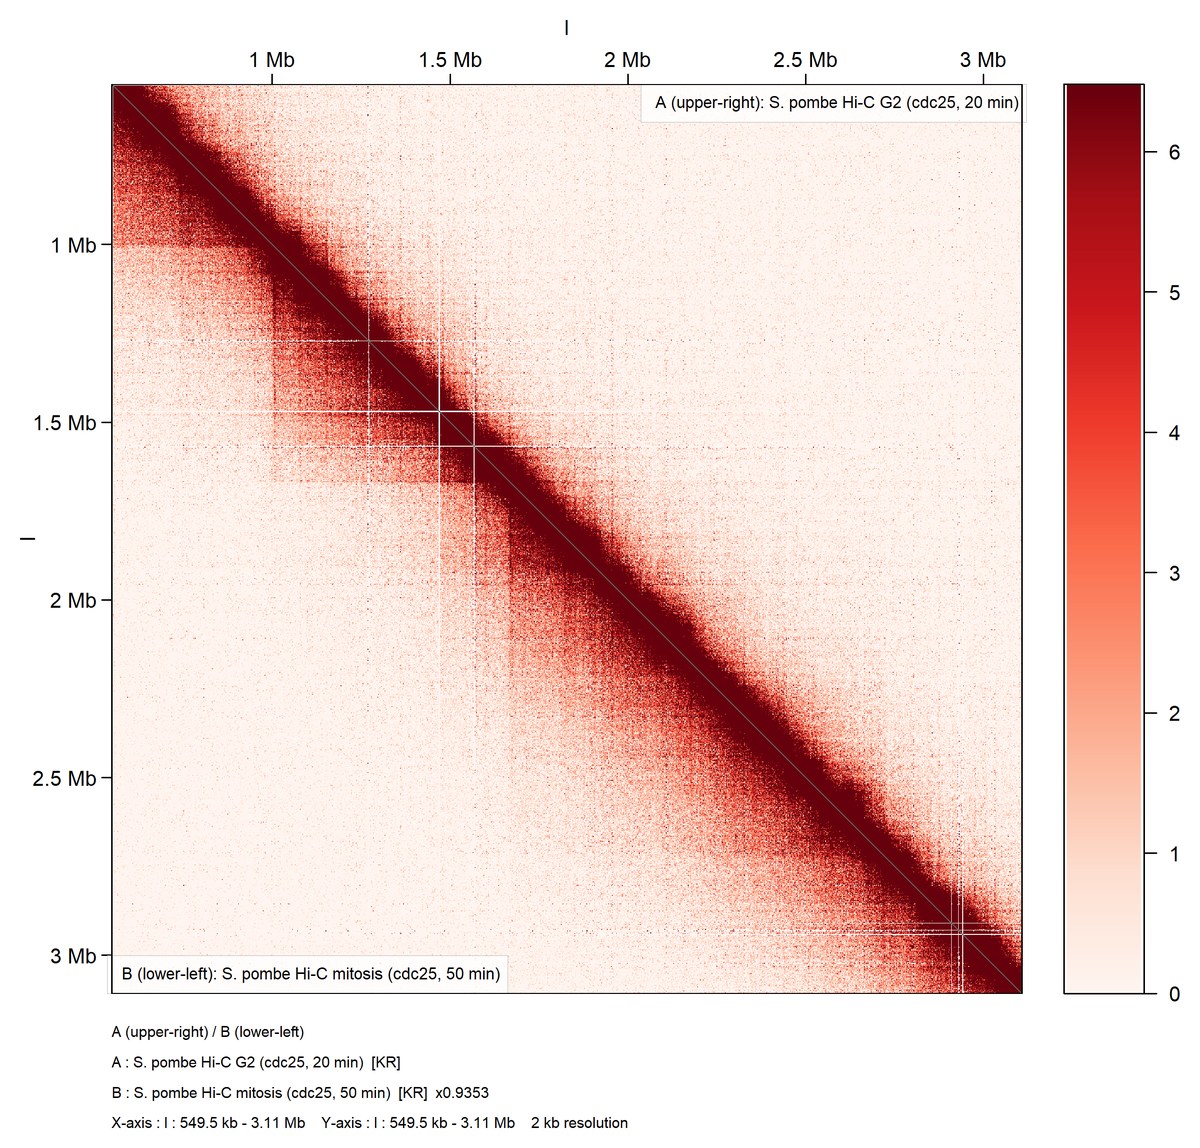 I
1 Mb 1.5 Mb 2 Mb 2.5 Mb 3 Mb
A (upper-right): S. pombe Hi-C G2 (cdc25, 20 min)
6
1 Mb
5
1.5 Mb
4
I
3
2 Mb
2
2.5 Mb
1
3 Mb
B (lower-left): S. pombe Hi-C mitosis (cdc25, 50 min)
0
A (upper-right) / B (lower-left)
A : S. pombe Hi-C G2 (cdc25, 20 min) [KR]
B : S. pombe Hi-C mitosis (cdc25, 50 min) [KR] x0.9353
X-axis : I : 549.5 kb - 3.11 Mb Y-axis : I : 549.5 kb - 3.11 Mb 2 kb resolution